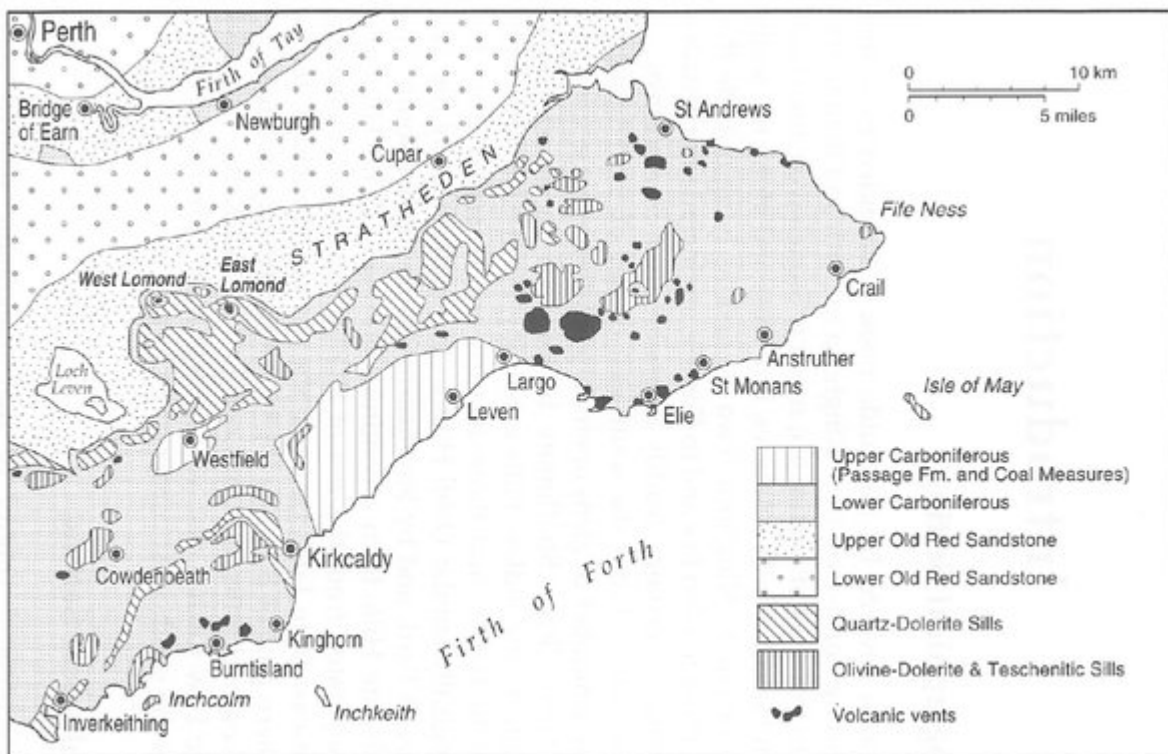 Perth
Firth of Tay
Bridge
of Earn
Newburgh
Cupar
STRATHEDEN
St Andrews
0 10 km
0 5 miles
Fife Ness
West Lomond
East
Lomond
Crail
Loch
Leven
Anstruther
Largo
St Monans
Leven
Elie
Isle of May
Westfield
Kirkcaldy
Cowdenbeath
Firth of Forth
Kinghorn
Burntisland
Inchcolm
Inchkeith
Inverkeithing
Upper Carboniferous
(Passage Fm. and Coal Measures)
Lower Carboniferous
Upper Old Red Sandstone
Lower Old Red Sandstone
Quartz-Dolerite Sills
Olivine-Dolerite & Teschenitic Sills
Volcanic vents